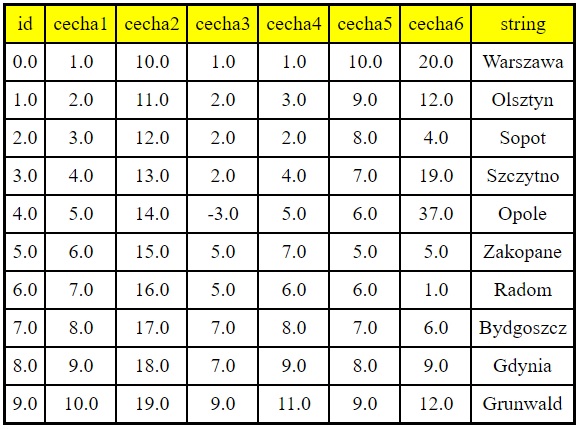 id cecha1 cecha2 cecha3 cecha4 cecha5 cecha6 string
0.0 1.0 10.0 1.0 1.0 10.0 20.0 Warszawa
1.0 2.0 11.0 2.0 3.0 9.0 12.0 Olsztyn
2.0 3.0 12.0 2.0 2.0 8.0 4.0 Sopot
3.0 4.0 13.0 2.0 4.0 7.0 19.0 Szczytno
4.0 5.0 14.0 -3.0 5.0 6.0 37.0 Opole
5.0 6.0 15.0 5.0 7.0 5.0 5.0 Zakopane
6.0 7.0 16.0 5.0 6.0 6.0 1.0 Radom
7.0 8.0 17.0 7.0 8.0 7.0 6.0 Bydgoszcz
8.0 9.0 18.0 7.0 9.0 8.0 9.0 Gdynia
9.0 10.0 19.0 9.0 11.0 9.0 12.0 Grunwald